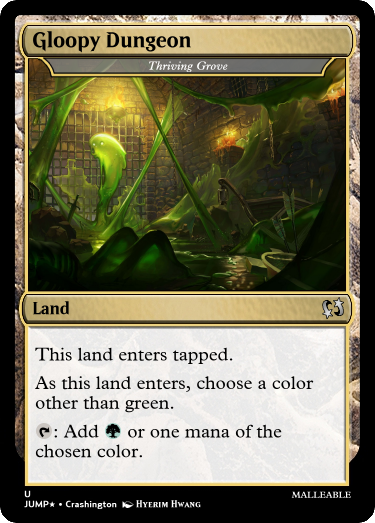 Gloopy Dungeon
Thriving Grove
Land
This land enters tapped.
As this land enters, choose a color
other than green.
: Add or one mana of the
chosen color.
U
JUMP★ • Crashington HYERIM HWANG
MALLEABLE